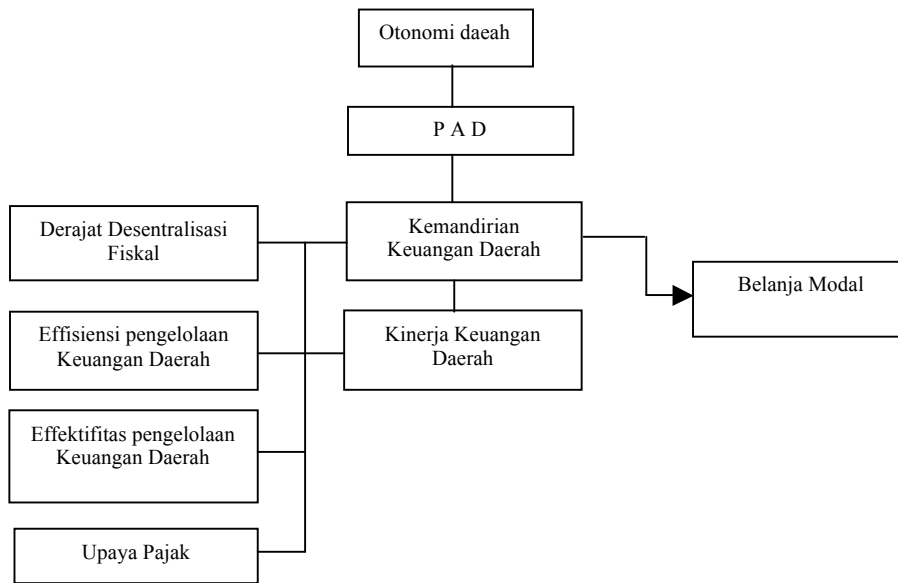 Otonomi daeah
P A D
Derajat Desentralisasi
Fiskal
Kemandirian
Keuangan Daerah
Belanja Modal
Effisiensi pengelolaan
Keuangan Daerah
Kinerja Keuangan
Daerah
Effektifitas pengelolaan
Keuangan Daerah
Upaya Pajak